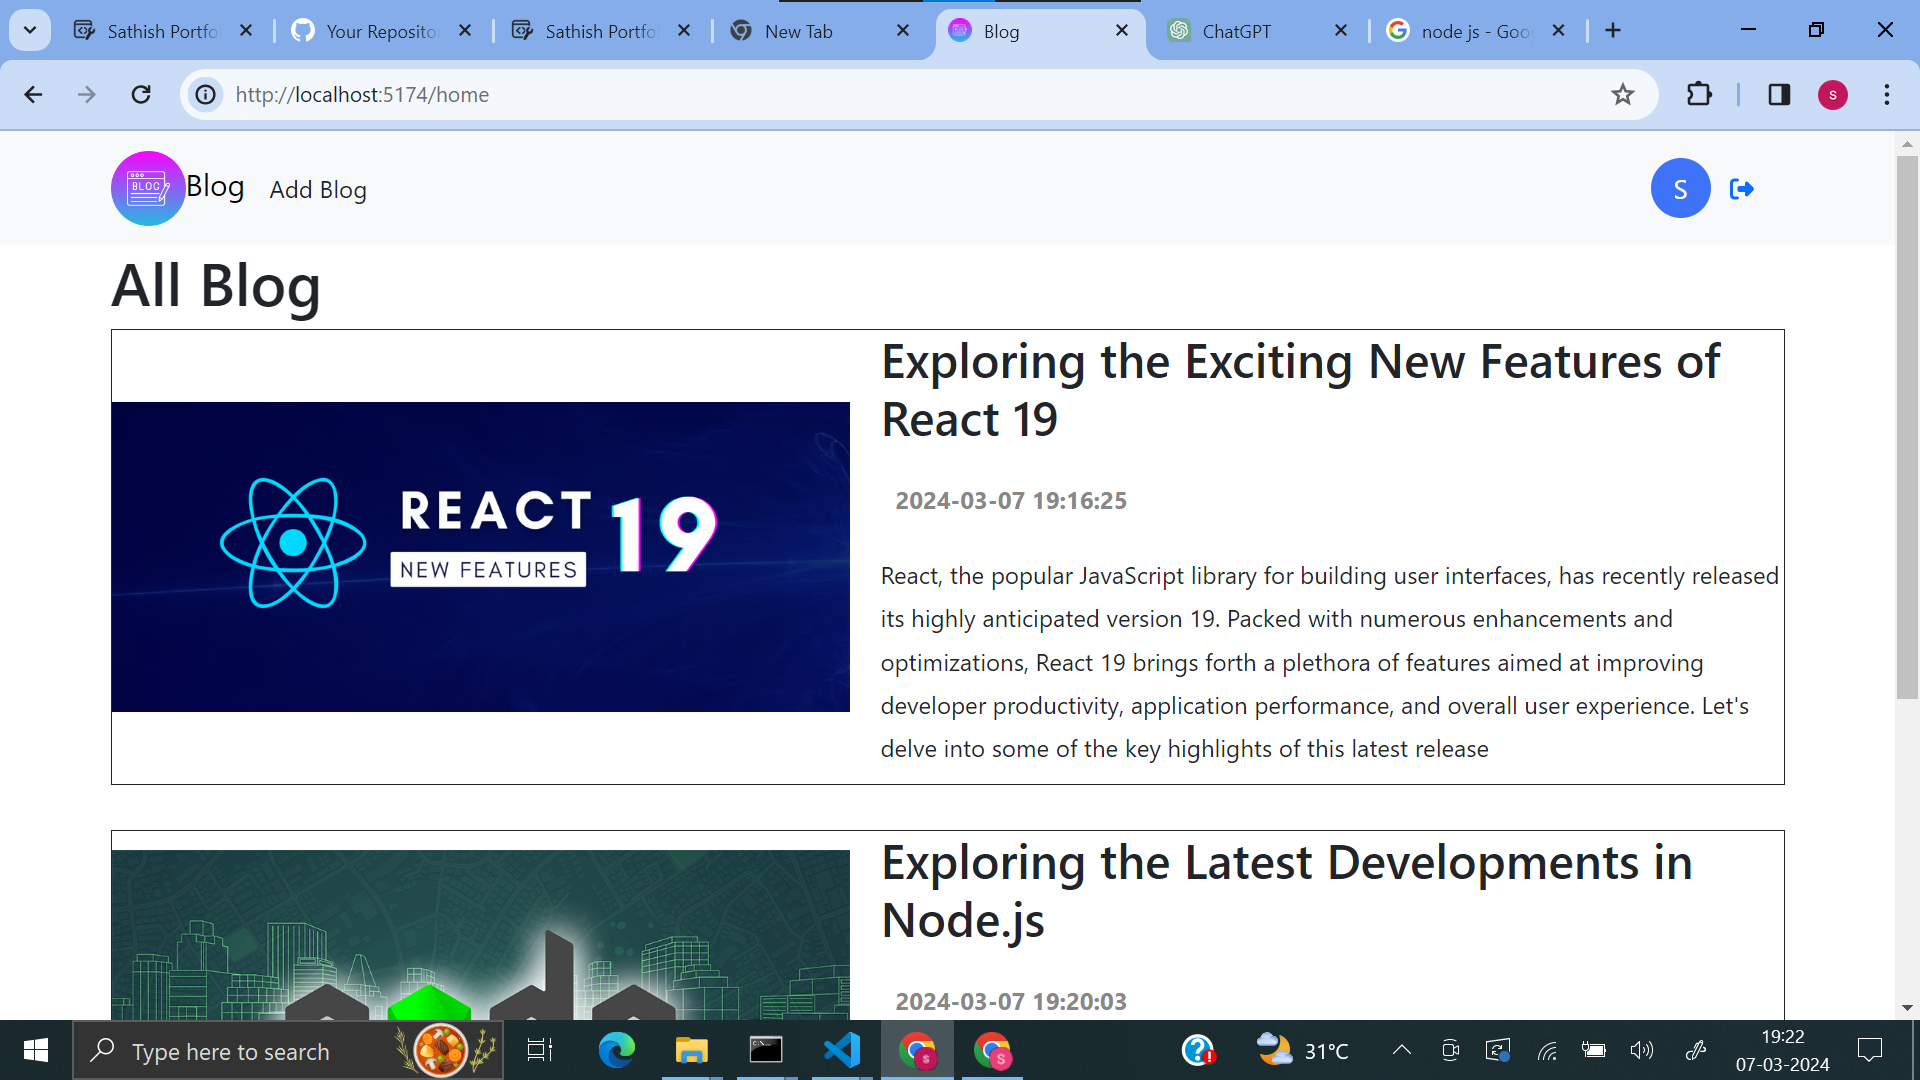 Sathish Portfo
Your Reposito
Sathish Portfo
New Tab
Blog
ChatGPT
node js - Goo
http://localhost:5174/home
s
BLOG
Blog
Add Blog
S
All Blog
REACT 19
NEW FEATURES
Exploring the Exciting New Features of
React 19
2024-03-07 19:16:25
React, the popular JavaScript library for building user interfaces, has recently released
its highly anticipated version 19. Packed with numerous enhancements and
optimizations, React 19 brings forth a plethora of features aimed at improving
developer productivity, application performance, and overall user experience. Let's
delve into some of the key highlights of this latest release
Exploring the Latest Developments in
Node.js
2024-03-07 19:20:03
Type here to search
31°C
19:22
07-03-2024